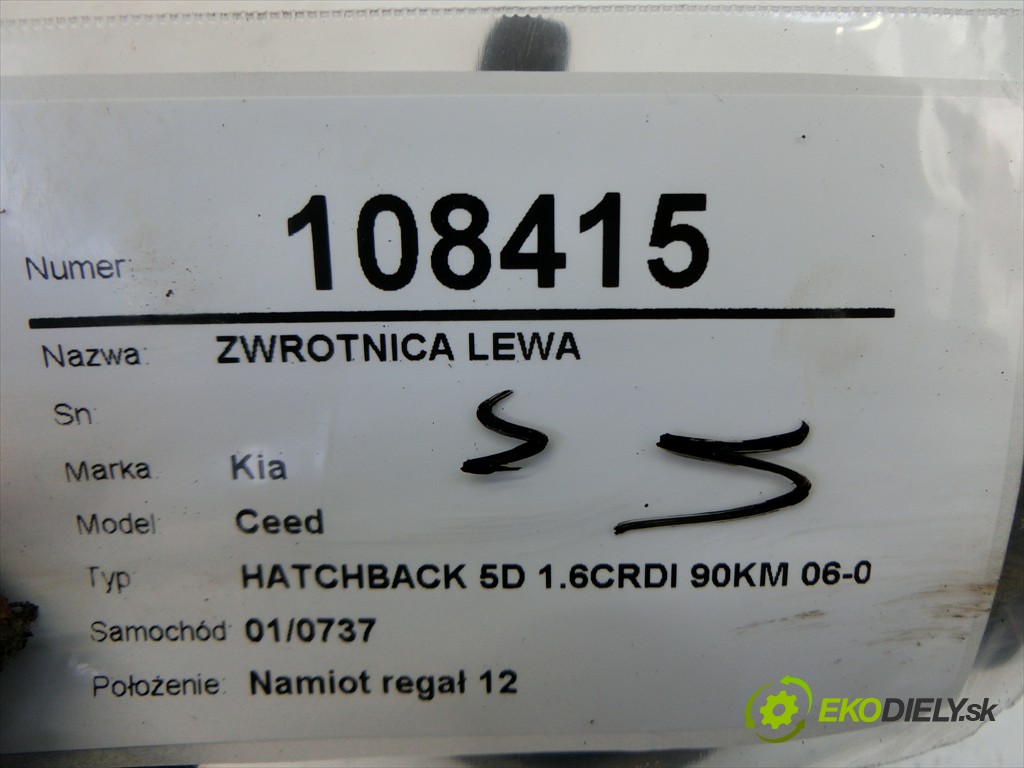 Numer: 108415
Nazwa: ZWROTNICA LEWA
Sn:
Marka: Kia
Model: Ceed
Typ: HATCHBACK 5D 1.6CRDI 90KM 06-0
Samochód: 01/0737
Położenie: Namiot regał 12
EKODIELY.sk